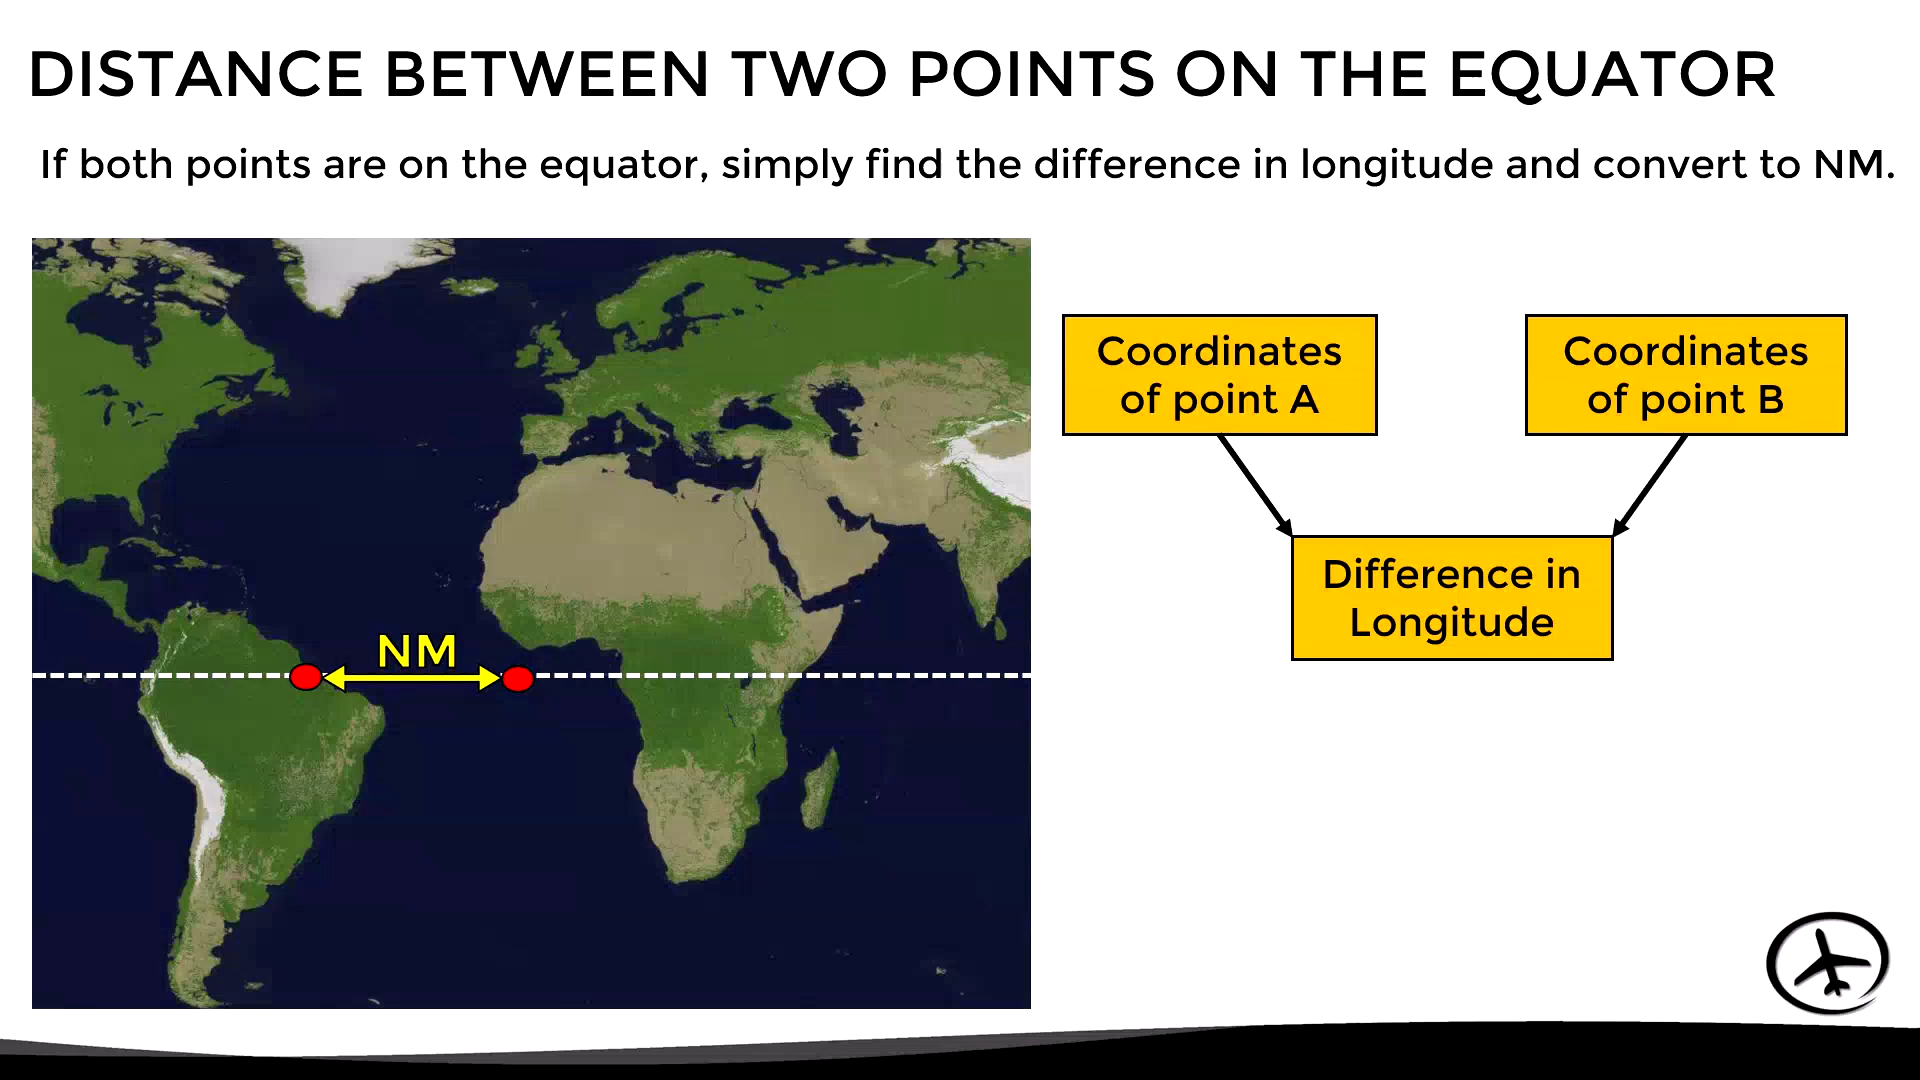 DISTANCE BETWEEN TWO POINTS ON THE EQUATOR
If both points are on the equator, simply find the difference in longitude and convert to NM.
Coordinates
of point A
Coordinates
of point B
Difference in
Longitude
NM